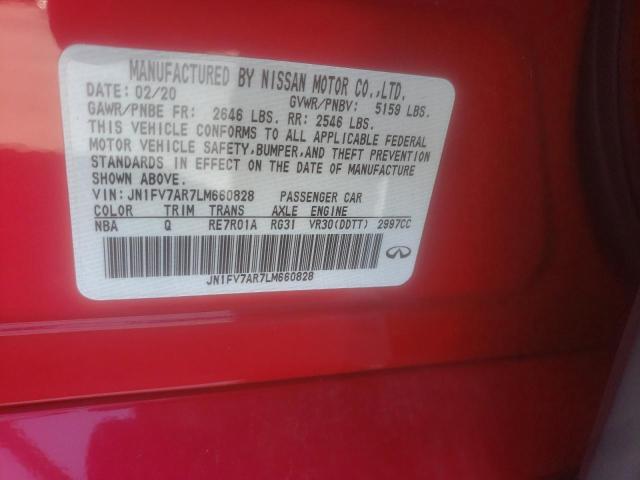 MANUFACTURED BY NISSAN MOTOR CO.,LTD.
DATE: 02/20 GVWR/PNBV: 5159 LBS.
GAWR/PNBE FR: 2646 LBS. RR: 2546 LBS.
THIS VEHICLE CONFORMS TO ALL APPLICABLE FEDERAL
MOTOR VEHICLE SAFETY,BUMPER,AND THEFT PREVENTION
STANDARDS IN EFFECT ON THE DATE OF MANUFACTURE
SHOWN ABOVE.
VIN: JN1FV7AR7LM660828 PASSENGER CAR
COLOR TRIM TRANS AXLE ENGINE
NBA Q RE7R01A RG31 VR30(DDTT) 2997CC
JN1FV7AR7LM660828